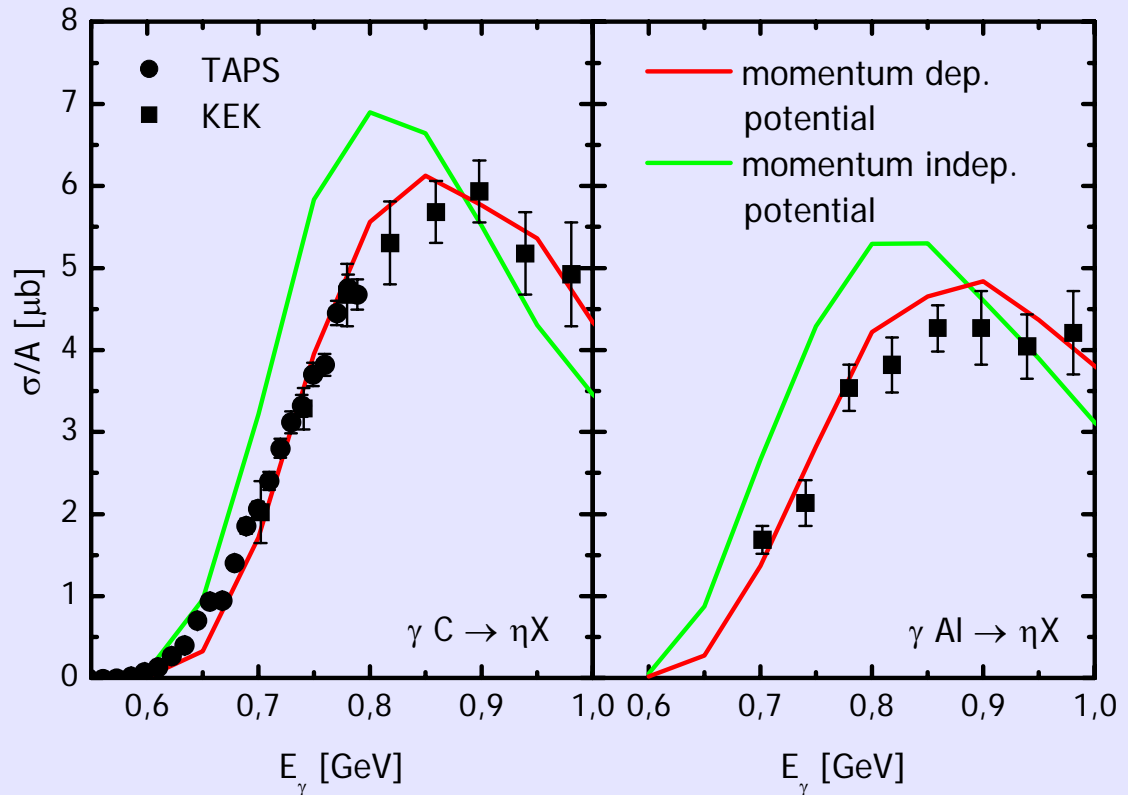 8
7
6
5
4
3
2
1
0
σ/A [μb]
TAPS
KEK
γ C → ηX
0,6
0,7
0,8
0,9
1,0
E_γ [GeV]
momentum dep.
potential
momentum indep.
potential
γ Al → ηX
0,6
0,7
0,8
0,9
1,0
E_γ [GeV]